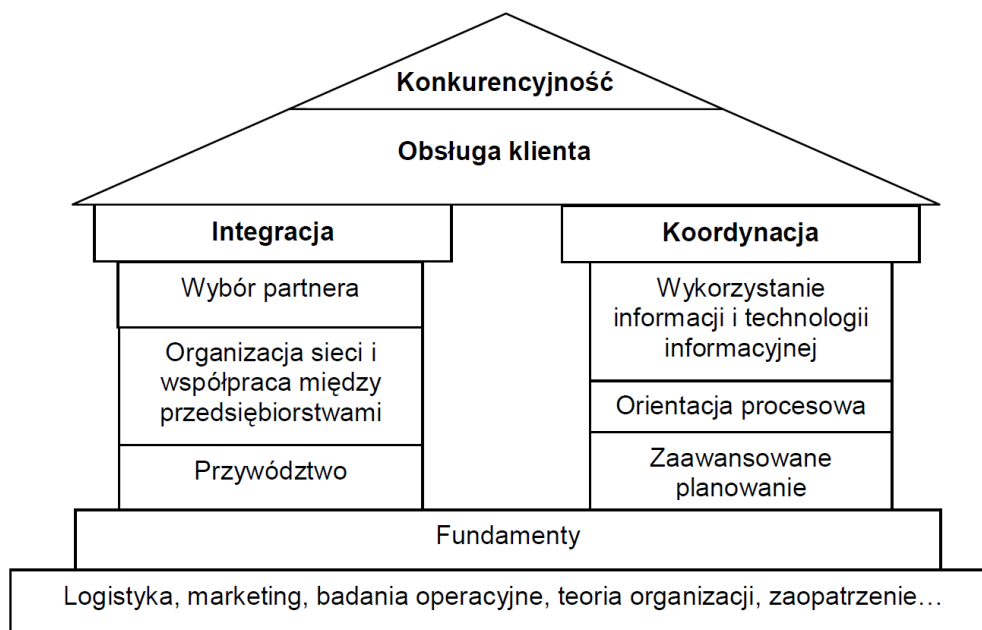 Konkurencyjność
Obsługa klienta
Integracja
Wybór partnera
Organizacja sieci i
współpraca między
przedsiębiorstwami
Przywództwo
Koordynacja
Wykorzystanie
informacji i technologii
informacyjnej
Orientacja procesowa
Zaawansowane
planowanie
Fundamenty
Logistyka, marketing, badania operacyjne, teoria organizacji, zaopatrzenie…